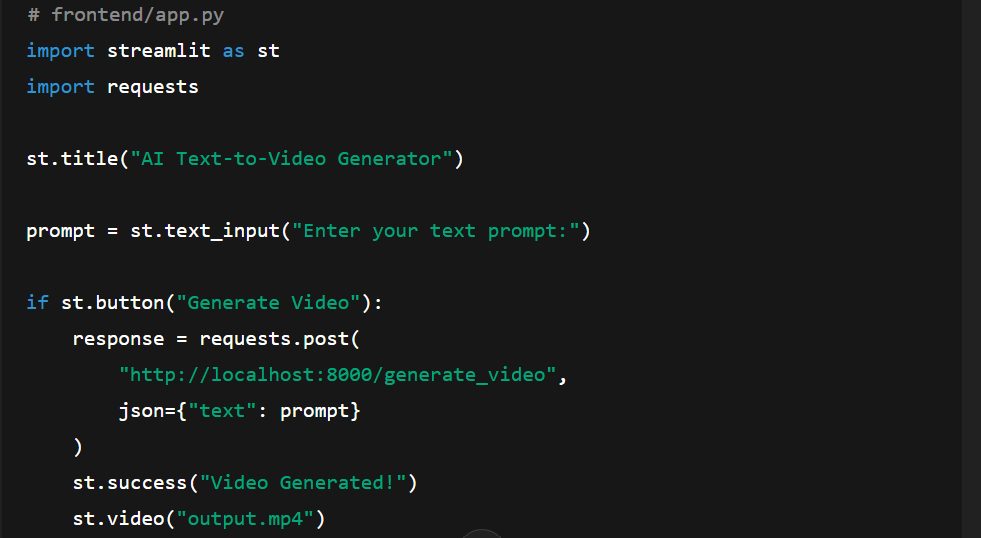 # frontend/app.py
import streamlit as st
import requests
st.title("AI Text-to-Video Generator")
prompt = st.text_input("Enter your text prompt:")
if st.button("Generate Video"):
    response = requests.post(
        "http://localhost:8000/generate_video",
        json={"text": prompt}
    )
    st.success("Video Generated!")
    st.video("output.mp4")